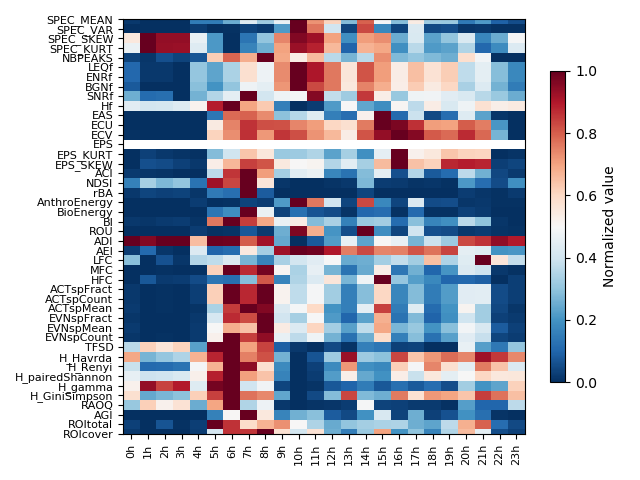 SPEC_MEAN
SPEC_VAR
SPEC_SKEW
SPEC_KURT
NBPEAKS
LEQf
ENRf
BGNf
SNRf
Hf
EAS
ECU
ECV
EPS
EPS_KURT
EPS_SKEW
ACI
NDSI
rBA
AnthroEnergy
BioEnergy
BI
ROU
ADI
AEI
LFC
MFC
HFC
ACTspFract
ACTspCount
ACTspMean
EVNspFract
EVNspMean
EVNspCount
TFSD
H_Havrda
H_Renyi
H_pairedShannon
H_gamma
H_GiniSimpson
RAOQ
AGI
ROItotal
ROIcover
0h 1h 2h 3h 4h 5h 6h 7h 8h 9h 10h 11h 12h 13h 14h 15h 16h 17h 18h 19h 20h 21h 22h 23h
1.0
0.8
0.6
0.4
0.2
0.0
Normalized value